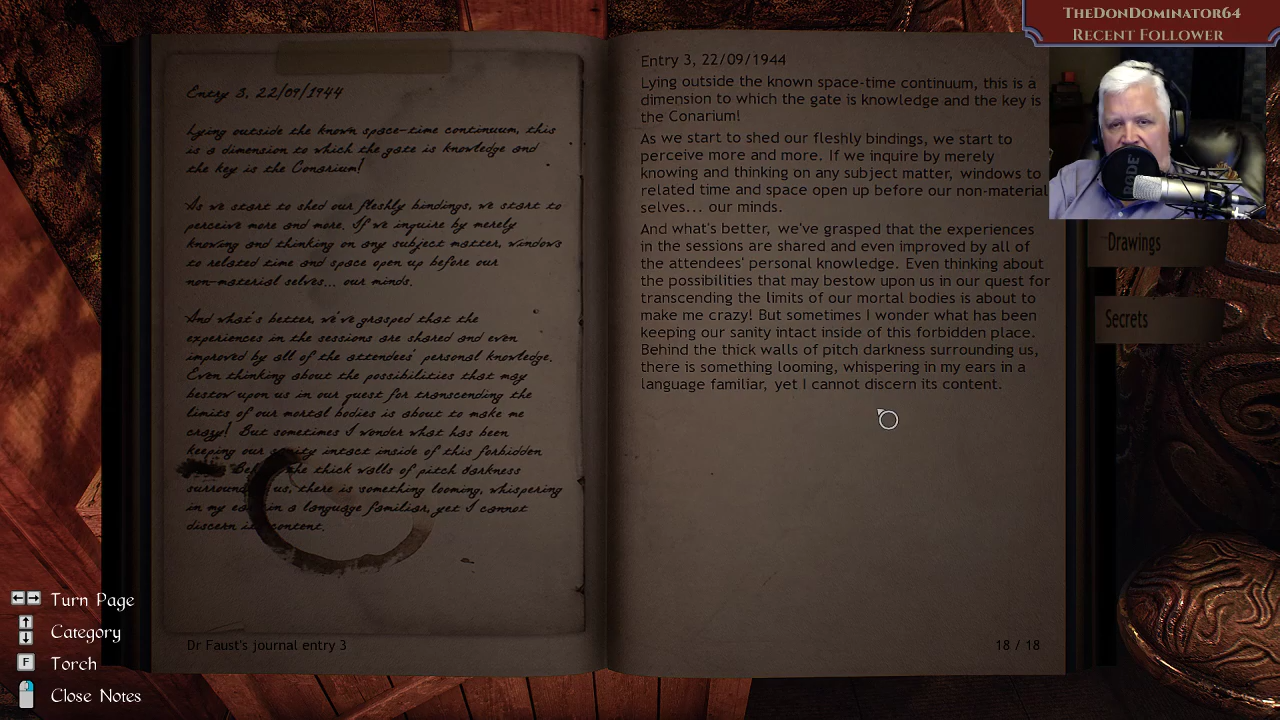 TheDonDominator64
Recent Follower
Entry 3, 22/09/1944
Lying outside the known space-time continuum, this
is a dimension to which the gate is knowledge and
the key is the Conarium!
As we start to shed our fleshly bindings, we start to
perceive more and more. If we inquire by merely
knowing and thinking on any subject matter, windows
to related time and space open up before our
non-material selves... our minds.
And what's better, we've grasped that the
experiences in the sessions are shared and even
improved by all of the attendees' personal knowledge.
Even thinking about the possibilities that may
bestow upon us in our quest for transcending the
limits of our mortal bodies is about to make me
crazy! But sometimes I wonder what has been
keeping our sanity intact inside of this forbidden
the thick walls of pitch darkness
us, there is something looming, whispering
in my in a language familiar, yet I cannot
discern its content.
Dr Faust's journal entry 3
Entry 3, 22/09/1944
Lying outside the known space-time continuum, this is a
dimension to which the gate is knowledge and the key is
the Conarium!
As we start to shed our fleshly bindings, we start to
perceive more and more. If we inquire by merely
knowing and thinking on any subject matter, windows to
related time and space open up before our non-material
selves... our minds.
And what's better, we've grasped that the experiences
in the sessions are shared and even improved by all of
the attendees' personal knowledge. Even thinking about
the possibilities that may bestow upon us in our quest for
transcending the limits of our mortal bodies is about to
make me crazy! But sometimes I wonder what has been
keeping our sanity intact inside of this forbidden place.
Behind the thick walls of pitch darkness surrounding us,
there is something looming, whispering in my ears in a
language familiar, yet I cannot discern its content.
18 / 18
Drawings
Secrets
RODE
Turn Page
Category
F Torch
Close Notes